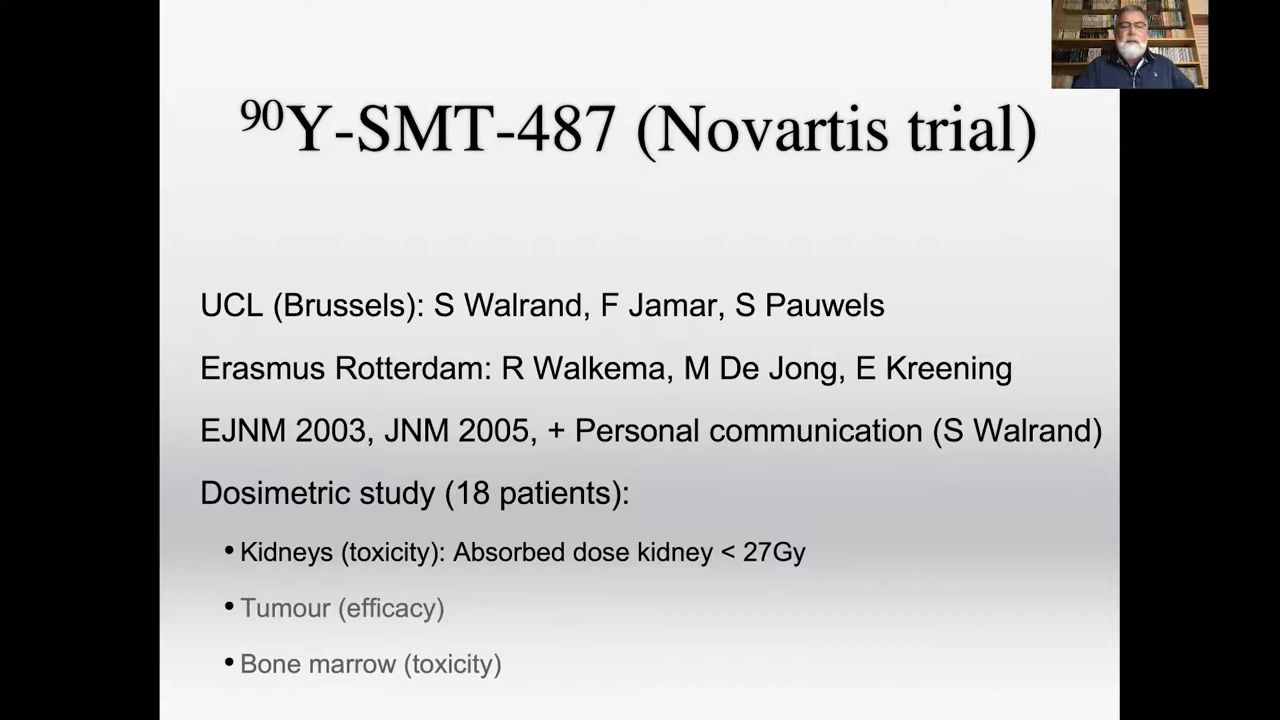 ⁹⁰Y-SMT-487 (Novartis trial)
UCL (Brussels): S Walrand, F Jamar, S Pauwels
Erasmus Rotterdam: R Walkema, M De Jong, E Kreening
EJNM 2003, JNM 2005, + Personal communication (S Walrand)
Dosimetric study (18 patients):
• Kidneys (toxicity): Absorbed dose kidney < 27Gy
• Tumour (efficacy)
• Bone marrow (toxicity)